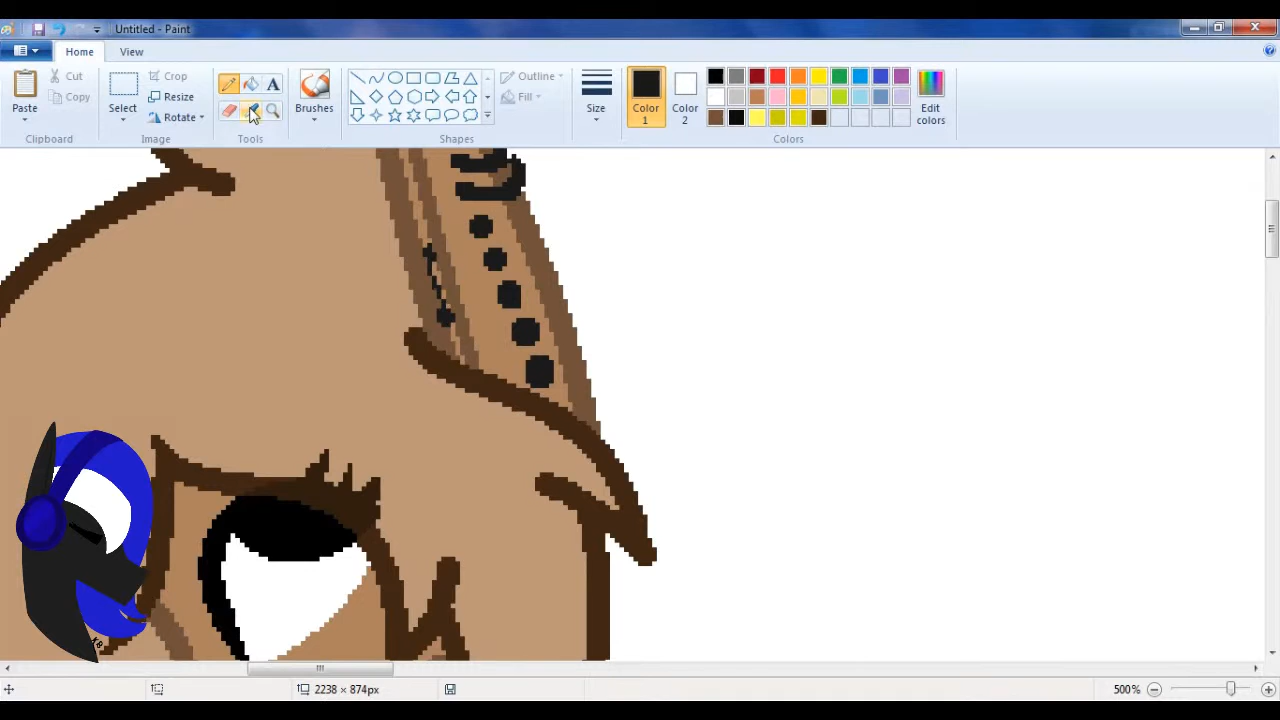 Untitled - Paint
Home View
Paste Cut Copy
Clipboard
Select Crop Resize Rotate
Image
A
Tools
Brushes
Outline Fill
Shapes
Size
Color 1
Color 2
Edit colors
Colors
2238 × 874px
500%